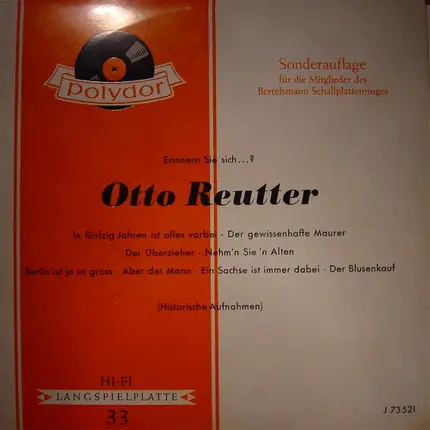 polydor
Sonderauflage
für die Mitglieder des
Bertelsmann Schallplattenringes
Erinnern Sie sich...?
Otto Reutter
In fünfzig Jahren ist alles vorbei · Der gewissenhafte Maurer
Der Überzieher · Nehm'n Sie 'n Alten
Berlin ist ja so gross · Aber der Mann · Ein Sachse ist immer dabei · Der Blusenkauf
(Historische Aufnahmen)
HI-FI
LANGSPIELPLATTE
33
J 73521